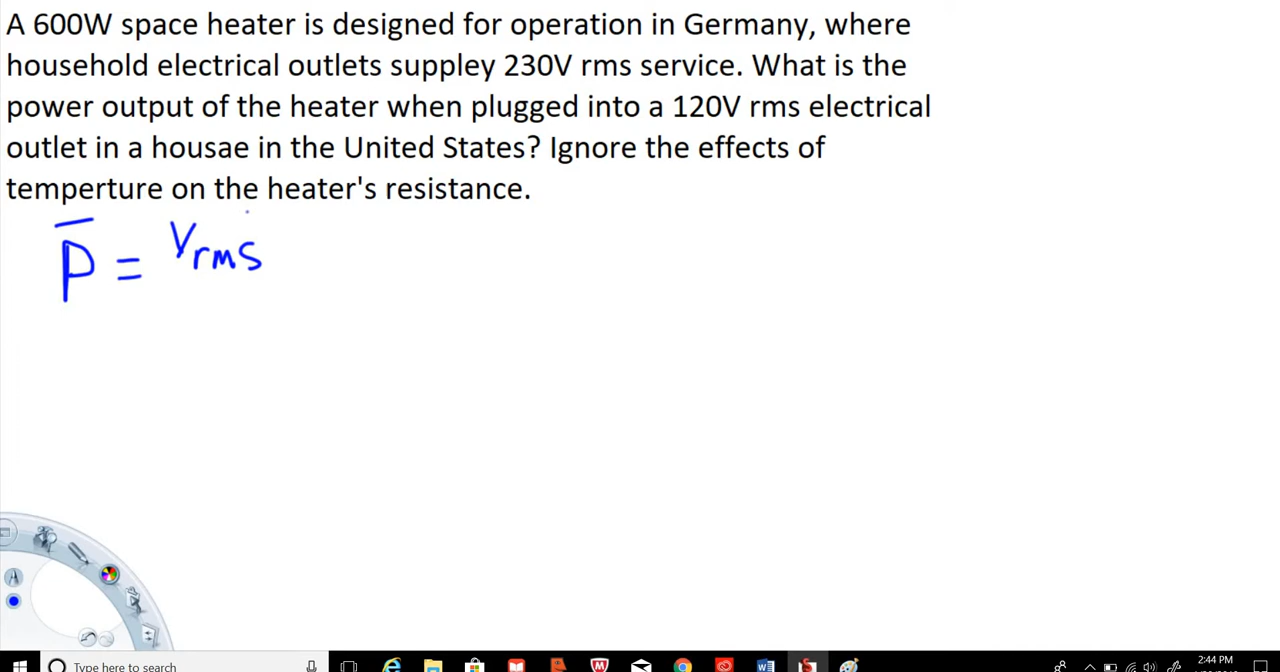 A 600W space heater is designed for operation in Germany, where
household electrical outlets suppley 230V rms service. What is the
power output of the heater when plugged into a 120V rms electrical
outlet in a housae in the United States? Ignore the effects of
temperture on the heater's resistance.
P̅ = Vrms
Type here to search
2:44 PM